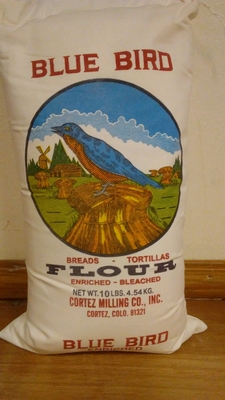 BLUE BIRD
BREADS - TORTILLAS
FLOUR
ENRICHED - BLEACHED
NET WT. 10 LBS. 4.54 KG.
CORTEZ MILLING CO., INC.
CORTEZ, COLO. 81321
BLUE BIRD
ENRICHED